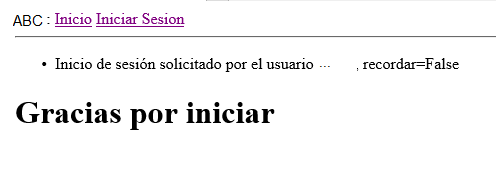 ABC : Inicio Iniciar Sesion
• Inicio de sesión solicitado por el usuario ... , recordar=False
Gracias por iniciar